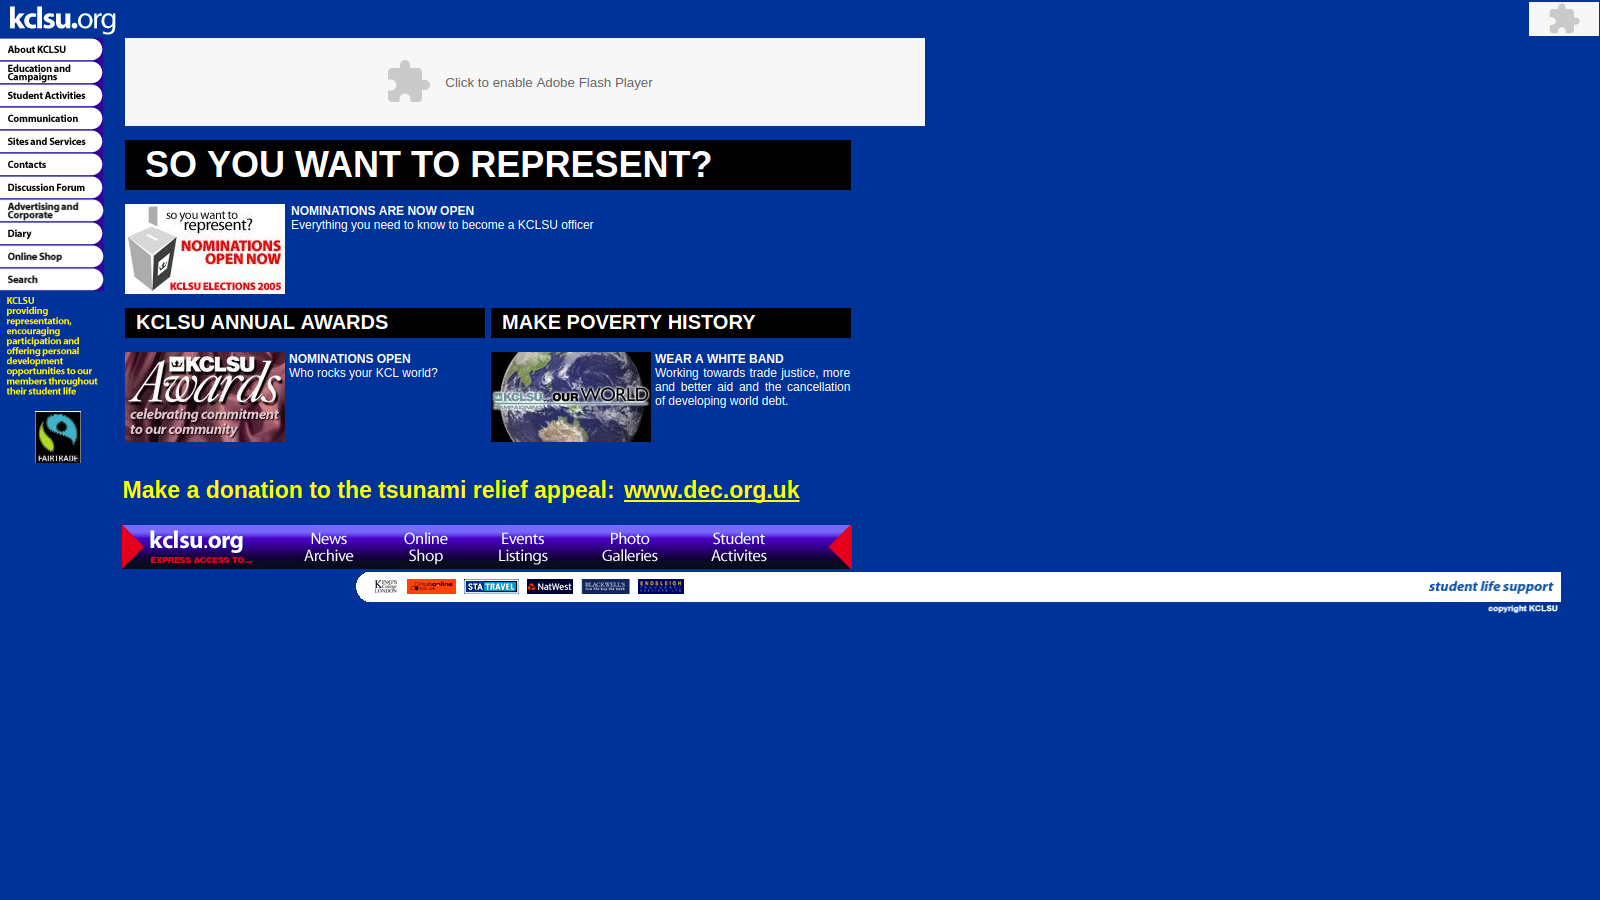 kclsu.org
About KCLSU
Education and
Campaigns
Student Activities
Communication
Sites and Services
Contacts
Discussion Forum
Advertising and
Corporate
Diary
Online Shop
Search
KCLSU
providing
representation,
encouraging
participation and
offering personal
development
opportunities to our
members throughout
their student life
FAIRTRADE
Click to enable Adobe Flash Player
SO YOU WANT TO REPRESENT?
so you want to
represent?
NOMINATIONS
OPEN NOW
KCLSU ELECTIONS 2005
NOMINATIONS ARE NOW OPEN
Everything you need to know to become a KCLSU officer
KCLSU ANNUAL AWARDS
KCLSU
Awards
celebrating commitment
to our community
NOMINATIONS OPEN
Who rocks your KCL world?
MAKE POVERTY HISTORY
KCLSU...OUR WORLD
WEAR A WHITE BAND
Working towards trade justice, more
and better aid and the cancellation
of developing world debt.
Make a donation to the tsunami relief appeal: www.dec.org.uk
kclsu.org
EXPRESS ACCESS TO...
News
Archive
Online
Shop
Events
Listings
Photo
Galleries
Student
Activites
KING'S
College
LONDON
STA TRAVEL
NatWest
BLACKWELL'S
ENDSLEIGH
student life support
copyright KCLSU